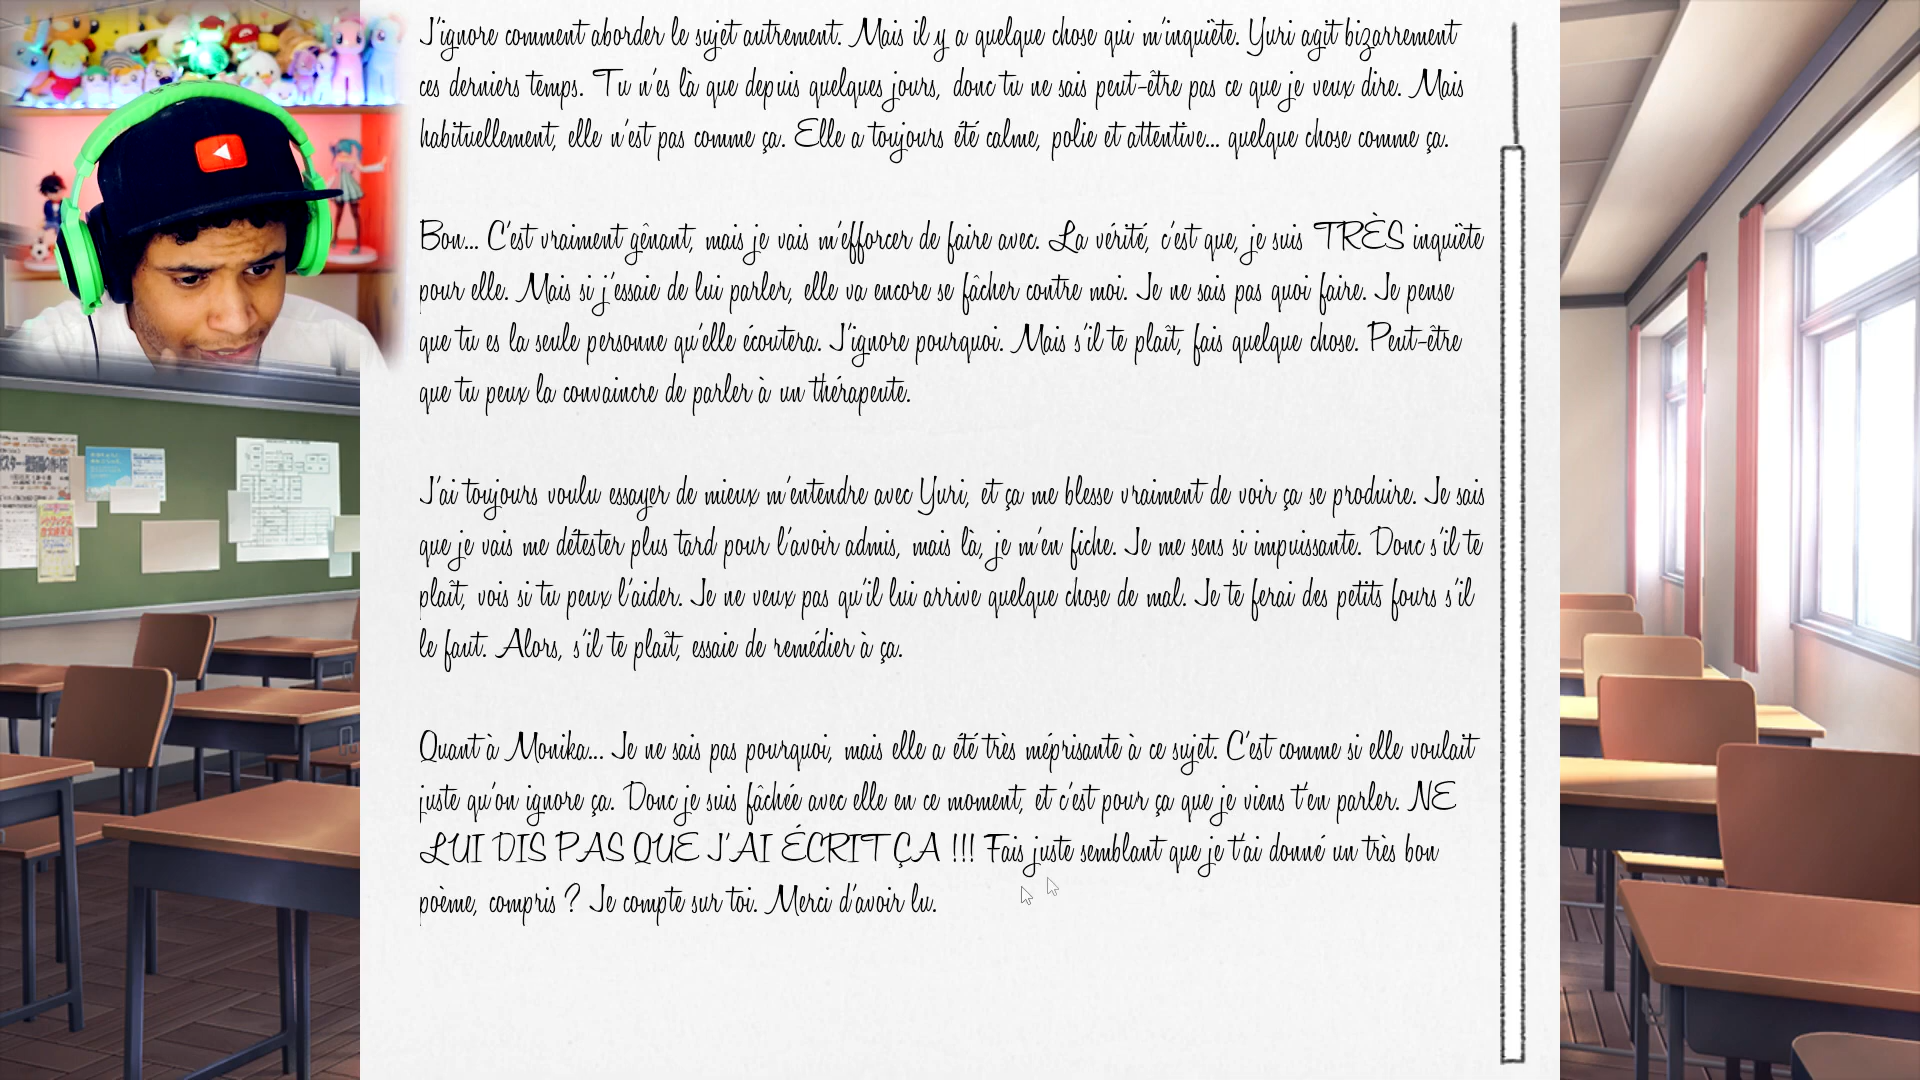 J'ignore comment aborder le sujet autrement. Mais il y a quelque chose qui m'inquiète. Yuri agit bizarrement
ces derniers temps. Tu n'es là que depuis quelques jours, donc tu ne sais peut-être pas ce que je veux dire. Mais
habituellement, elle n'est pas comme ça. Elle a toujours été calme, polie et attentive... quelque chose comme ça.
Bon... C'est vraiment gênant, mais je vais m'efforcer de faire avec. La vérité, c'est que, je suis TRÈS inquiète
pour elle. Mais si j'essaie de lui parler, elle va encore se fâcher contre moi. Je ne sais pas quoi faire. Je pense
que tu es la seule personne qu'elle écoutera. J'ignore pourquoi. Mais s'il te plaît, fais quelque chose. Peut-être
que tu peux la convaincre de parler à un thérapeute.
J'ai toujours voulu essayer de mieux m'entendre avec Yuri, et ça me blesse vraiment de voir ça se produire. Je sais
que je vais me détester plus tard pour l'avoir admis, mais là, je m'en fiche. Je me sens si impuissante. Donc s'il te
plaît, vois si tu peux l'aider. Je ne veux pas qu'il lui arrive quelque chose de mal. Je te ferai des petits fours s'il
le faut. Alors, s'il te plaît, essaie de remédier à ça.
Quant à Monika... Je ne sais pas pourquoi, mais elle a été très méprisante à ce sujet. C'est comme si elle voulait
juste qu'on ignore ça. Donc je suis fâchée avec elle en ce moment, et c'est pour ça que je viens t'en parler. NE
LUI DIS PAS QUE J'AI ÉCRIT ÇA !!! Fais juste semblant que je t'ai donné un très bon
poème, compris ? Je compte sur toi. Merci d'avoir lu.